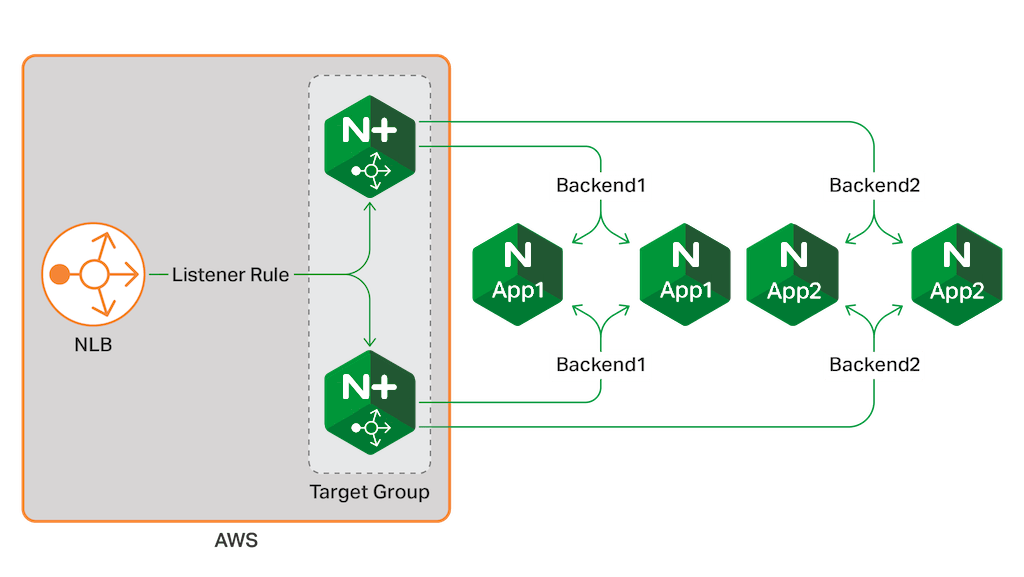 N+
Backend1
Backend2
NLB
Listener Rule
N
App1
N
App1
N
App2
N
App2
Backend1
Backend2
N+
Target Group
AWS